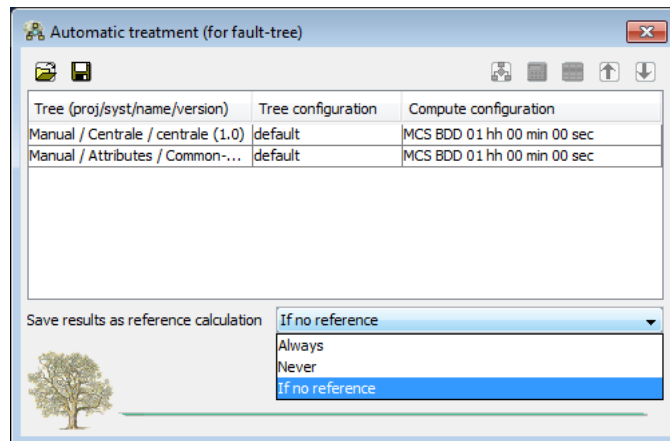 Automatic treatment (for fault-tree)
Tree (proj/syst/name/version) Tree configuration Compute configuration
Manual / Centrale / centrale (1.0) default MCS BDD 01 hh 00 min 00 sec
Manual / Attributes / Common-... default MCS BDD 01 hh 00 min 00 sec
Save results as reference calculation If no reference
Always
Never
If no reference